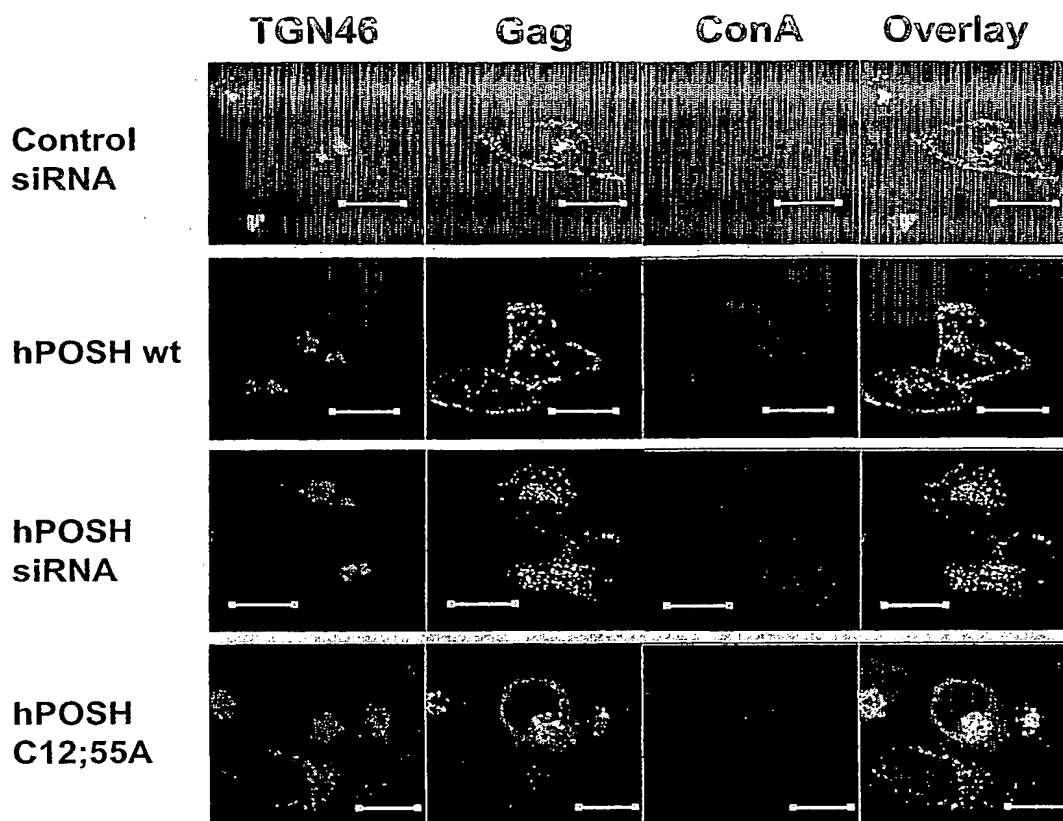 TGN46 Gag ConA Overlay
Control
siRNA
hPOSH wt
hPOSH
siRNA
hPOSH
C12;55A